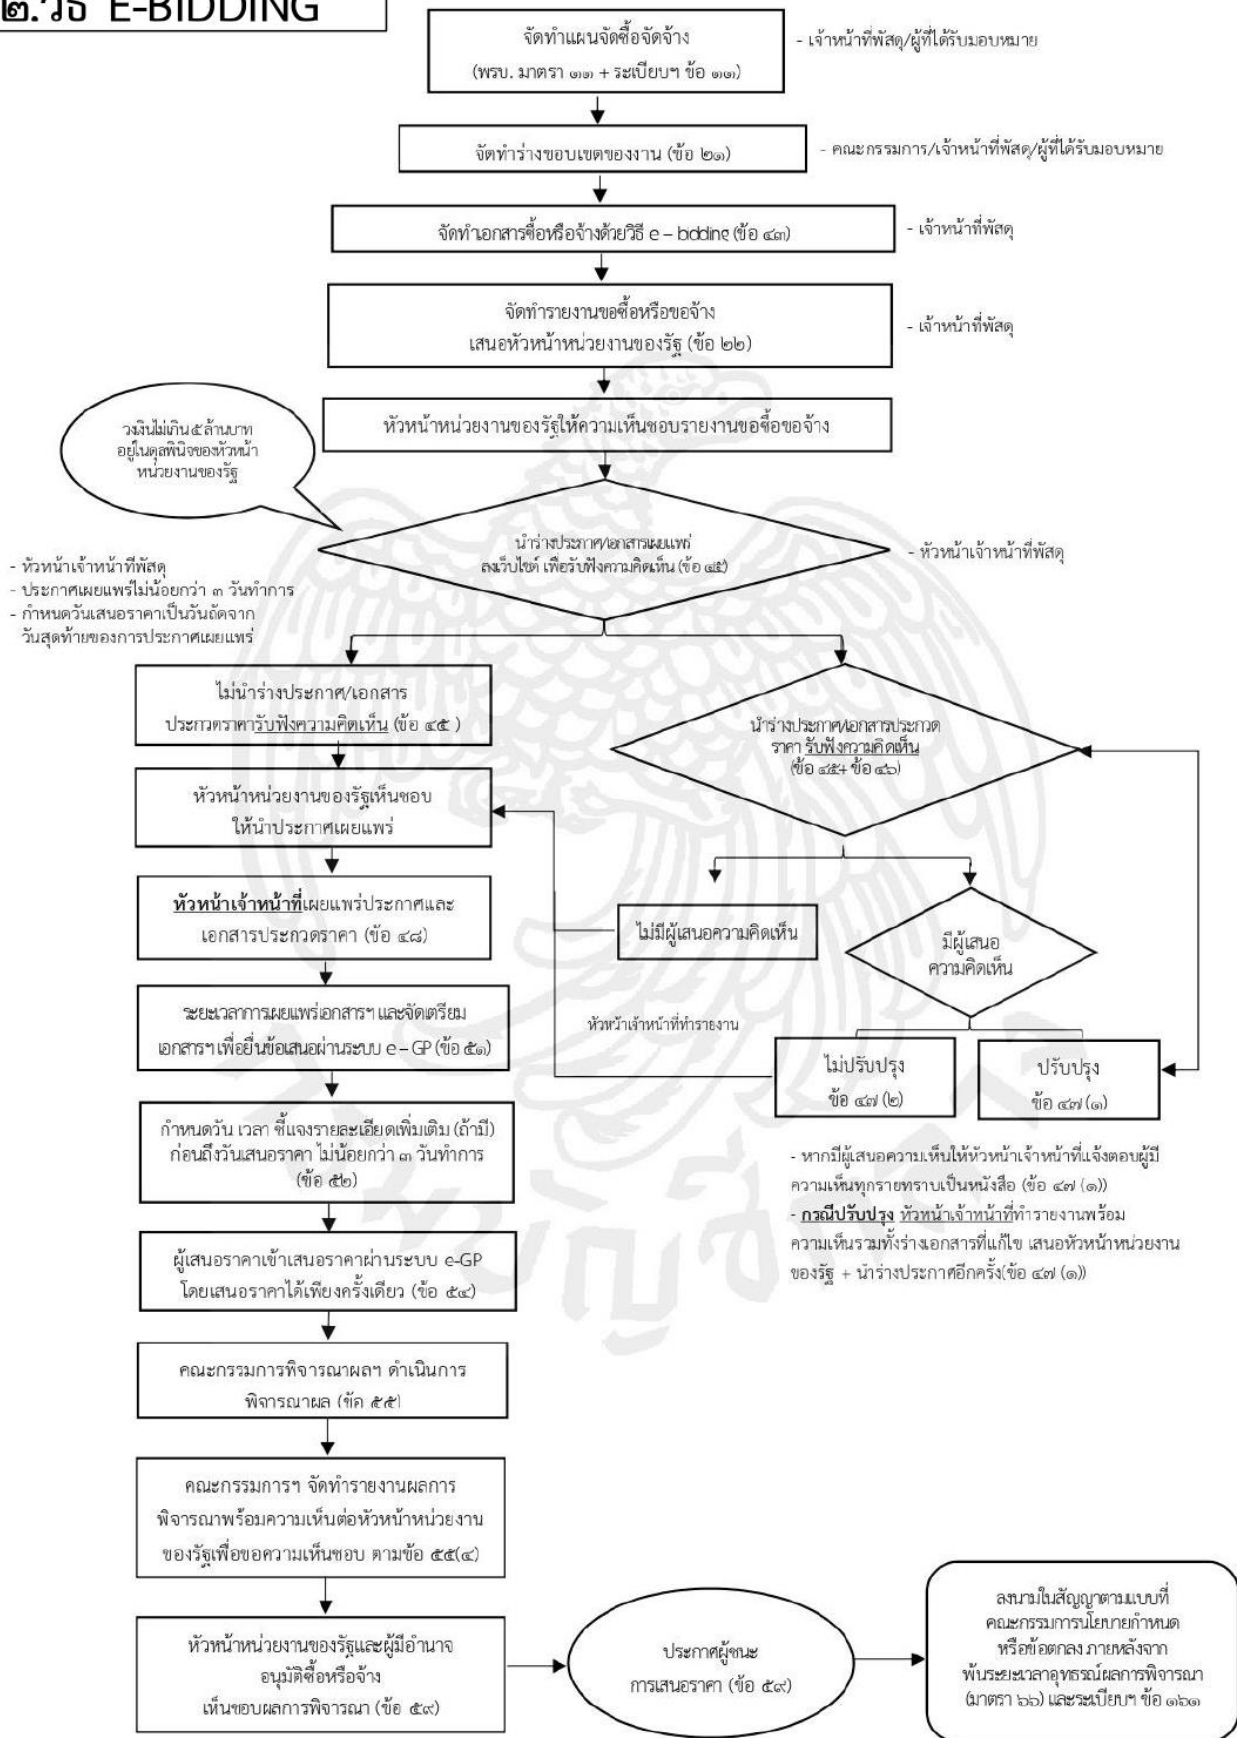 ๒.วิธี E-BIDDING
จัดทำแผนจัดซื้อจัดจ้าง
(พรบ. มาตรา ๑๑ + ระเบียบฯ ข้อ ๑๑)
- เจ้าหน้าที่พัสดุ/ผู้ที่ได้รับมอบหมาย
จัดทำร่างขอบเขตของงาน (ข้อ ๒๑)
- คณะกรรมการ/เจ้าหน้าที่พัสดุ/ผู้ที่ได้รับมอบหมาย
จัดทำเอกสารซื้อหรือจ้างด้วยวิธี e – bidding (ข้อ ๔๓)
- เจ้าหน้าที่พัสดุ
จัดทำรายงานขอซื้อหรือขอจ้าง
เสนอหัวหน้าหน่วยงานของรัฐ (ข้อ ๒๒)
- เจ้าหน้าที่พัสดุ
หัวหน้าหน่วยงานของรัฐให้ความเห็นชอบรายงานขอซื้อขอจ้าง
วงเงินไม่เกิน ๕ ล้านบาท
อยู่ในดุลพินิจของหัวหน้า
หน่วยงานของรัฐ
นำร่างประกาศ/เอกสารเผยแพร่
ลงเว็บไซต์ เพื่อรับฟังความคิดเห็น (ข้อ ๔๕)
- หัวหน้าเจ้าหน้าที่พัสดุ
- หัวหน้าเจ้าหน้าที่พัสดุ
- ประกาศเผยแพร่ไม่น้อยกว่า ๓ วันทำการ
- กำหนดวันเสนอราคาเป็นวันถัดจาก
วันสุดท้ายของการประกาศเผยแพร่
ไม่นำร่างประกาศ/เอกสาร
ประกวดราคารับฟังความคิดเห็น (ข้อ ๔๕ )
นำร่างประกาศ/เอกสารประกวด
ราคา รับฟังความคิดเห็น
(ข้อ ๔๕+ ข้อ ๔๖)
หัวหน้าหน่วยงานของรัฐเห็นชอบ
ให้นำประกาศเผยแพร่
หัวหน้าเจ้าหน้าที่เผยแพร่ประกาศและ
เอกสารประกวดราคา (ข้อ ๔๘)
ไม่มีผู้เสนอความคิดเห็น
มีผู้เสนอ
ความคิดเห็น
ระยะเวลาการเผยแพร่เอกสารฯ และจัดเตรียม
เอกสารฯ เพื่อยื่นข้อเสนอผ่านระบบ e – GP (ข้อ ๕๑)
หัวหน้าเจ้าหน้าที่ทำรายงาน
ไม่ปรับปรุง
ข้อ ๔๗ (๒)
ปรับปรุง
ข้อ ๔๗ (๑)
กำหนดวัน เวลา ชี้แจงรายละเอียดเพิ่มเติม (ถ้ามี)
ก่อนถึงวันเสนอราคา ไม่น้อยกว่า ๓ วันทำการ
(ข้อ ๕๒)
- หากมีผู้เสนอความเห็นให้หัวหน้าเจ้าหน้าที่แจ้งตอบผู้มี
ความเห็นทุกรายทราบเป็นหนังสือ (ข้อ ๔๗ (๑))
- กรณีปรับปรุง หัวหน้าเจ้าหน้าที่ทำรายงานพร้อม
ความเห็นรวมทั้งร่างเอกสารที่แก้ไข เสนอหัวหน้าหน่วยงาน
ของรัฐ + นำร่างประกาศอีกครั้ง(ข้อ ๔๗ (๑))
ผู้เสนอราคาเข้าเสนอราคาผ่านระบบ e-GP
โดยเสนอราคาได้เพียงครั้งเดียว (ข้อ ๕๔)
คณะกรรมการพิจารณาผลฯ ดำเนินการ
พิจารณาผล (ข้อ ๕๕)
คณะกรรมการฯ จัดทำรายงานผลการ
พิจารณาพร้อมความเห็นต่อหัวหน้าหน่วยงาน
ของรัฐเพื่อขอความเห็นชอบ ตามข้อ ๕๕(๔)
หัวหน้าหน่วยงานของรัฐและผู้มีอำนาจ
อนุมัติซื้อหรือจ้าง
เห็นชอบผลการพิจารณา (ข้อ ๕๙)
ประกาศผู้ชนะ
การเสนอราคา (ข้อ ๕๙)
ลงนามในสัญญาตามแบบที่
คณะกรรมการนโยบายกำหนด
หรือข้อตกลง ภายหลังจาก
พ้นระยะเวลาอุทธรณ์ผลการพิจารณา
(มาตรา ๖๖) และระเบียบฯ ข้อ ๑๖๑
กรมบัญชีกลาง